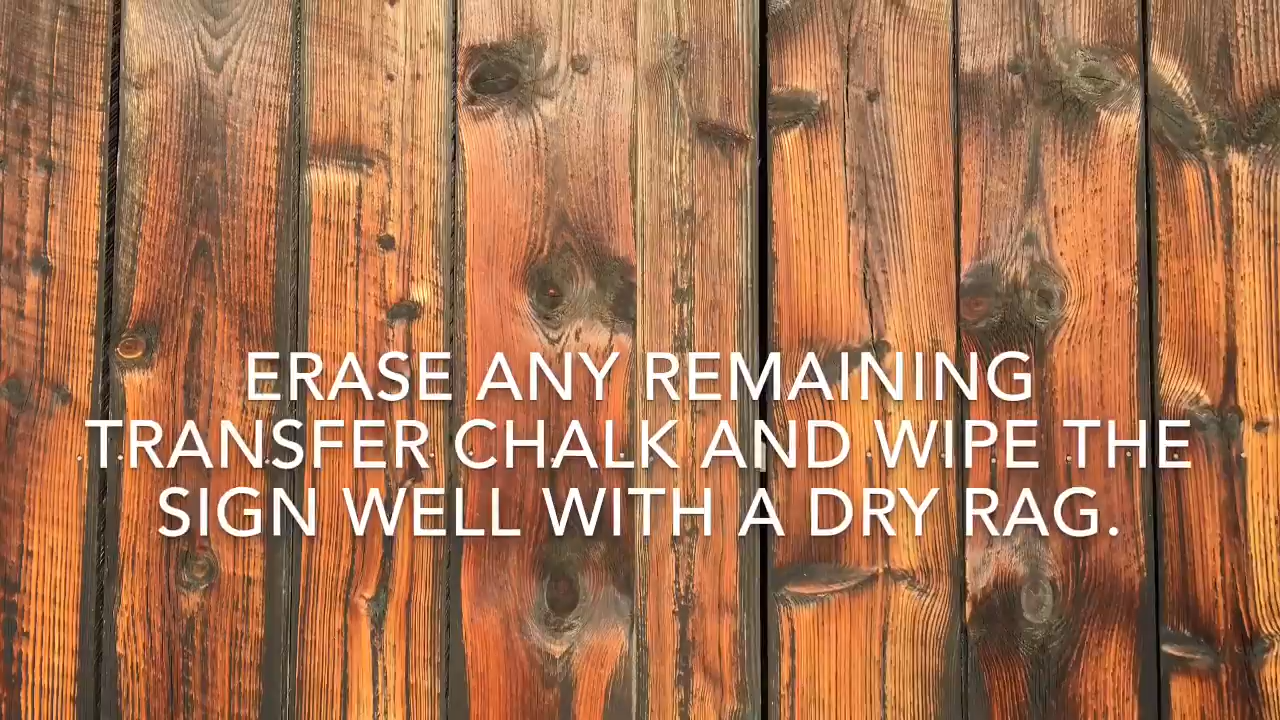 ERASE ANY REMAINING
TRANSFER CHALK AND WIPE THE
SIGN WELL WITH A DRY RAG.